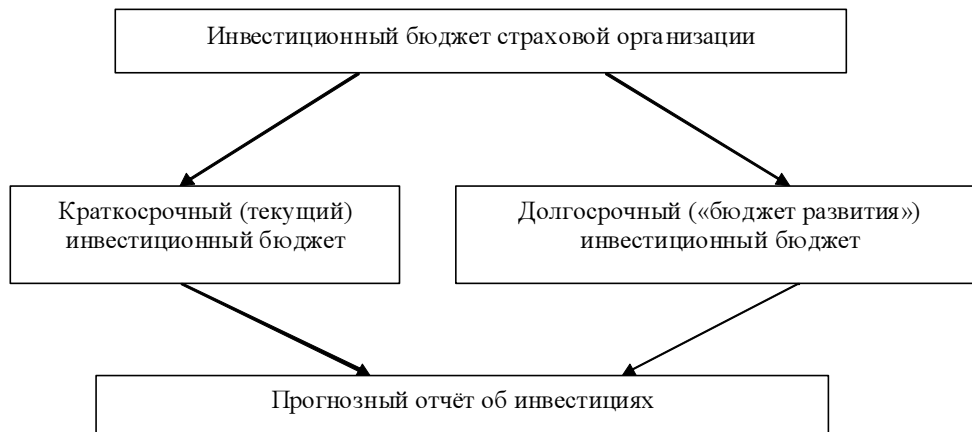 Инвестиционный бюджет страховой организации
Краткосрочный (текущий)
инвестиционный бюджет
Долгосрочный («бюджет развития»)
инвестиционный бюджет
Прогнозный отчёт об инвестициях